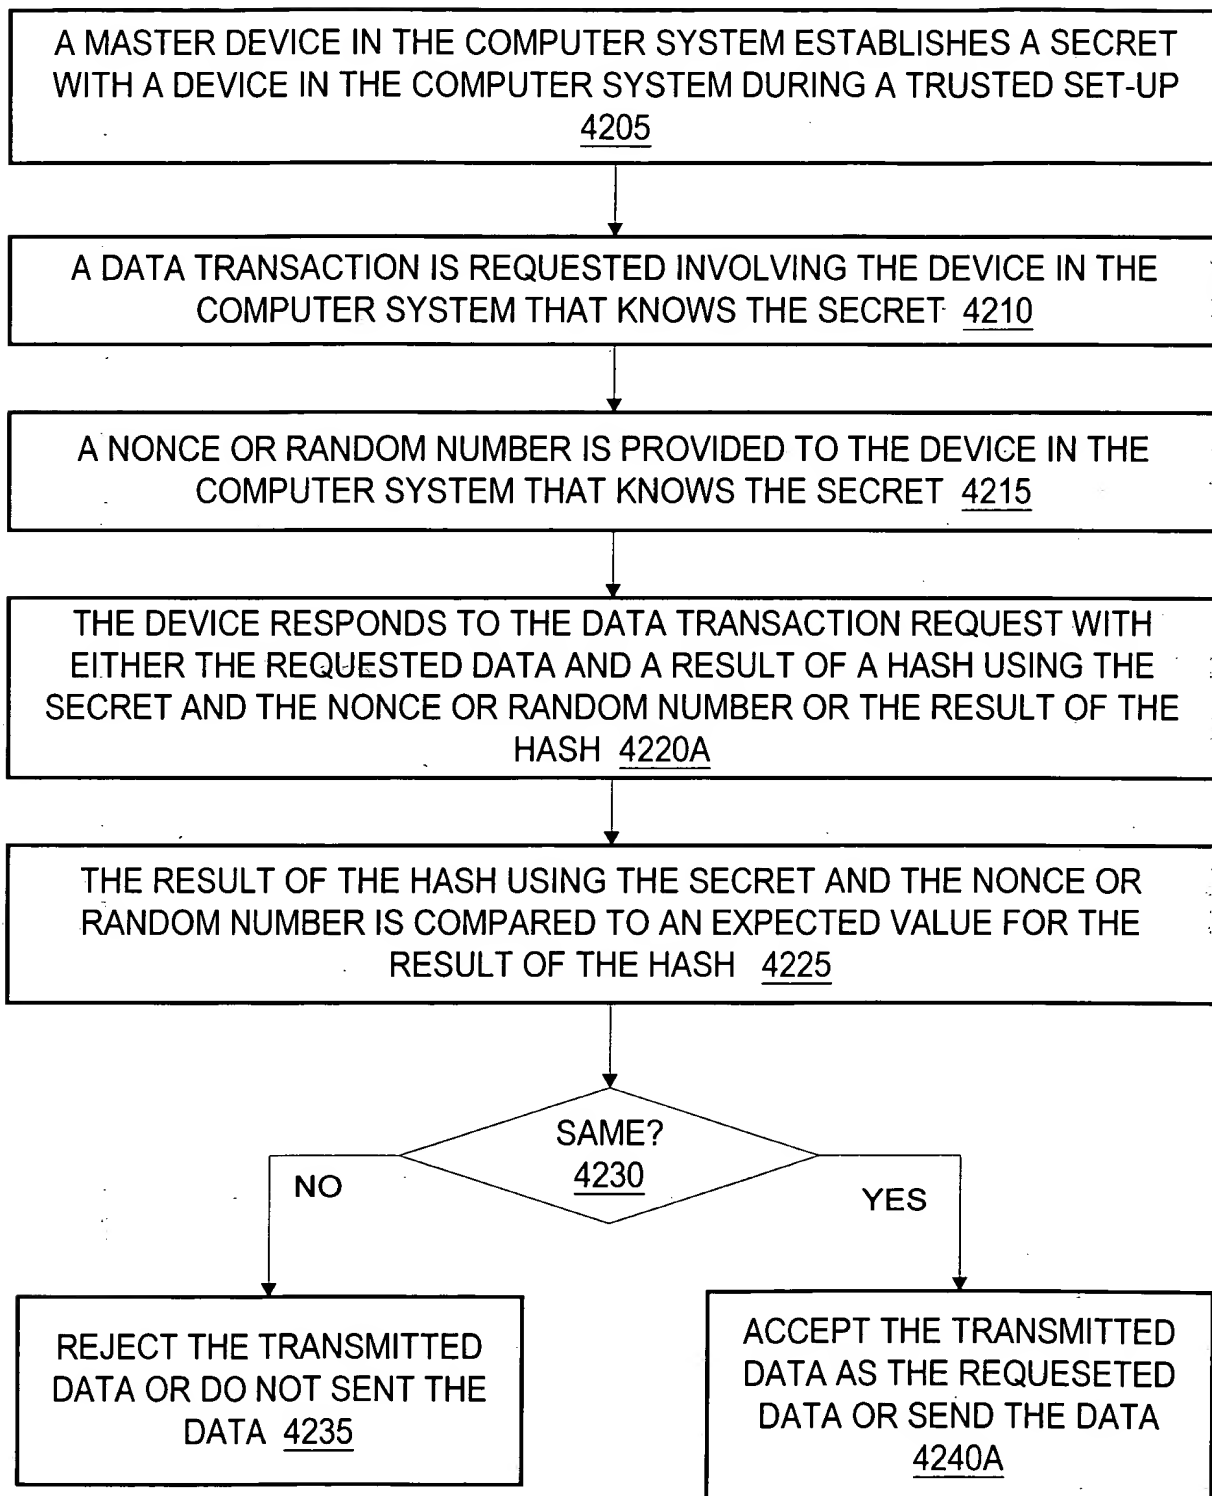 A MASTER DEVICE IN THE COMPUTER SYSTEM ESTABLISHES A SECRET
WITH A DEVICE IN THE COMPUTER SYSTEM DURING A TRUSTED SET-UP
4205
A DATA TRANSACTION IS REQUESTED INVOLVING THE DEVICE IN THE
COMPUTER SYSTEM THAT KNOWS THE SECRET 4210
A NONCE OR RANDOM NUMBER IS PROVIDED TO THE DEVICE IN THE
COMPUTER SYSTEM THAT KNOWS THE SECRET 4215
THE DEVICE RESPONDS TO THE DATA TRANSACTION REQUEST WITH
EITHER THE REQUESTED DATA AND A RESULT OF A HASH USING THE
SECRET AND THE NONCE OR RANDOM NUMBER OR THE RESULT OF THE
HASH 4220A
THE RESULT OF THE HASH USING THE SECRET AND THE NONCE OR
RANDOM NUMBER IS COMPARED TO AN EXPECTED VALUE FOR THE
RESULT OF THE HASH 4225
SAME?
4230
NO
YES
REJECT THE TRANSMITTED
DATA OR DO NOT SENT THE
DATA 4235
ACCEPT THE TRANSMITTED
DATA AS THE REQUESETED
DATA OR SEND THE DATA
4240A